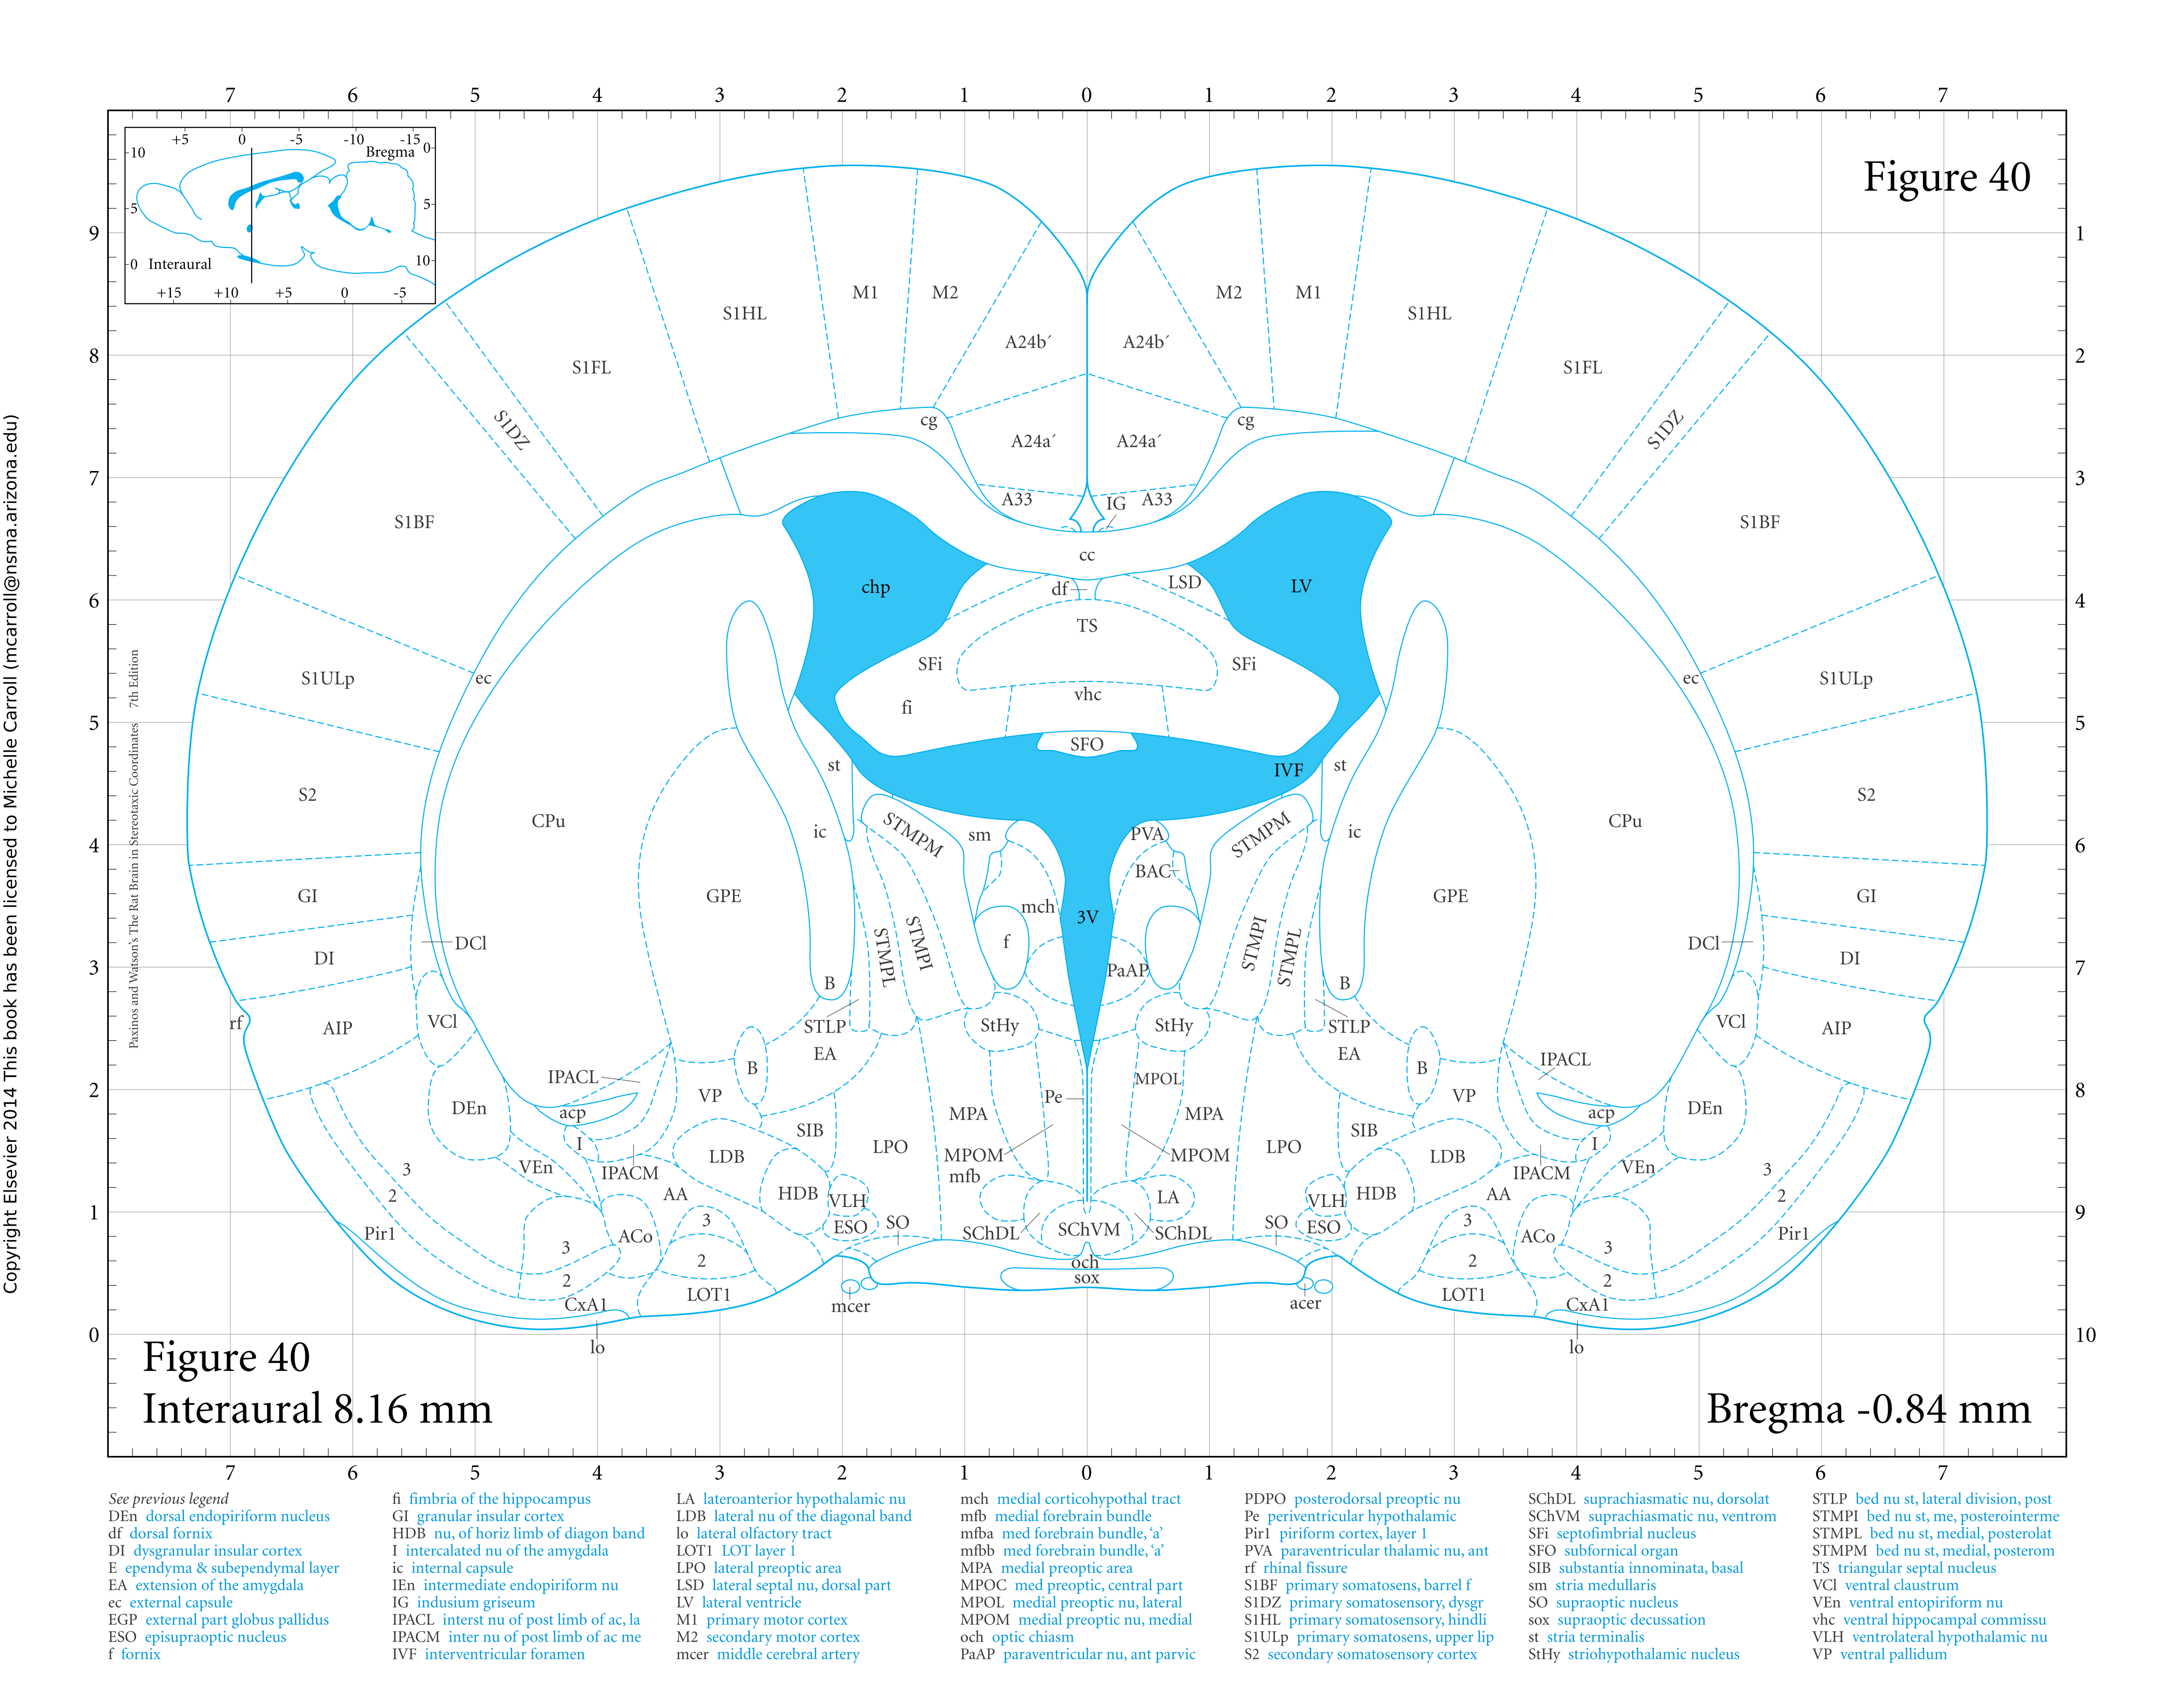 7 6 5 4 3 2 1 0 1 2 3 4 5 6 7
+5 0 -5 -10 -15
Bregma 0
10
5 5
10
0 Interaural
+15 +10 +5 0 -5
Figure 40
9 1
8 2
7 3
6 4
5 5
4 6
3 7
2 8
1 9
0 10
M1 M2 M2 M1
S1HL S1HL
A24b´ A24b´
S1FL S1FL
cg cg
S1DZ S1DZ
A24a´ A24a´
A33 IG A33
S1BF S1BF
cc
chp df LSD LV
TS
SFi SFi
S1ULp ec ec S1ULp
fi vhc
SFO
st IVF st
S2 S2
CPu ic STMPM sm PVA STMPM ic CPu
BAC
GI GPE mch GPE GI
3V
DCl STMPL STMPI f STMPI STMPL DCl
DI PaAP DI
B B
rf AIP VCl STLP StHy StHy STLP VCl AIP
EA EA
B IPACL B IPACL
IPACL MPOL
VP Pe VP
DEn acp MPA MPA acp DEn
I SIB LPO LPO SIB I
VEn IPACM LDB MPOM MPOM LDB IPACM VEn
3 mfb 3
2 AA HDB VLH LA VLH HDB AA 2
Pir1 ACo 3 ESO SO SChDL SChVM SChDL SO ESO 3 ACo Pir1
3 2 och 2 3
2 sox 2
CxA1 LOT1 mcer acer LOT1 CxA1
lo lo
Figure 40
Interaural 8.16 mm
Bregma -0.84 mm
7 6 5 4 3 2 1 0 1 2 3 4 5 6 7
Copyright Elsevier 2014 This book has been licensed to Michelle Carroll (mcarroll@nsma.arizona.edu)
Paxinos and Watson's The Rat Brain in Stereotaxic Coordinates 7th Edition
See previous legend
DEn dorsal endopiriform nucleus
df dorsal fornix
DI dysgranular insular cortex
E ependyma & subependymal layer
EA extension of the amygdala
ec external capsule
EGP external part globus pallidus
ESO episupraoptic nucleus
f fornix
fi fimbria of the hippocampus
GI granular insular cortex
HDB nu, of horiz limb of diagon band
I intercalated nu of the amygdala
ic internal capsule
IEn intermediate endopiriform nu
IG indusium griseum
IPACL interst nu of post limb of ac, la
IPACM inter nu of post limb of ac me
IVF interventricular foramen
LA lateroanterior hypothalamic nu
LDB lateral nu of the diagonal band
lo lateral olfactory tract
LOT1 LOT layer 1
LPO lateral preoptic area
LSD lateral septal nu, dorsal part
LV lateral ventricle
M1 primary motor cortex
M2 secondary motor cortex
mcer middle cerebral artery
mch medial corticohypothal tract
mfb medial forebrain bundle
mfba med forebrain bundle, ‘a’
mfbb med forebrain bundle, ‘a’
MPA medial preoptic area
MPOC med preoptic, central part
MPOL medial preoptic nu, lateral
MPOM medial preoptic nu, medial
och optic chiasm
PaAP paraventricular nu, ant parvic
PDPO posterodorsal preoptic nu
Pe periventricular hypothalamic
Pir1 piriform cortex, layer 1
PVA paraventricular thalamic nu, ant
rf rhinal fissure
S1BF primary somatosens, barrel f
S1DZ primary somatosensory, dysgr
S1HL primary somatosensory, hindli
S1ULp primary somatosens, upper lip
S2 secondary somatosensory cortex
SChDL suprachiasmatic nu, dorsolat
SChVM suprachiasmatic nu, ventrom
SFi septofimbrial nucleus
SFO subfornical organ
SIB substantia innominata, basal
sm stria medullaris
SO supraoptic nucleus
sox supraoptic decussation
st stria terminalis
StHy striohypothalamic nucleus
STLP bed nu st, lateral division, post
STMPI bed nu st, me, posterointerme
STMPL bed nu st, medial, posterolat
STMPM bed nu st, medial, posterom
TS triangular septal nucleus
VCl ventral claustrum
VEn ventral entopiriform nu
vhc ventral hippocampal commissu
VLH ventrolateral hypothalamic nu
VP ventral pallidum